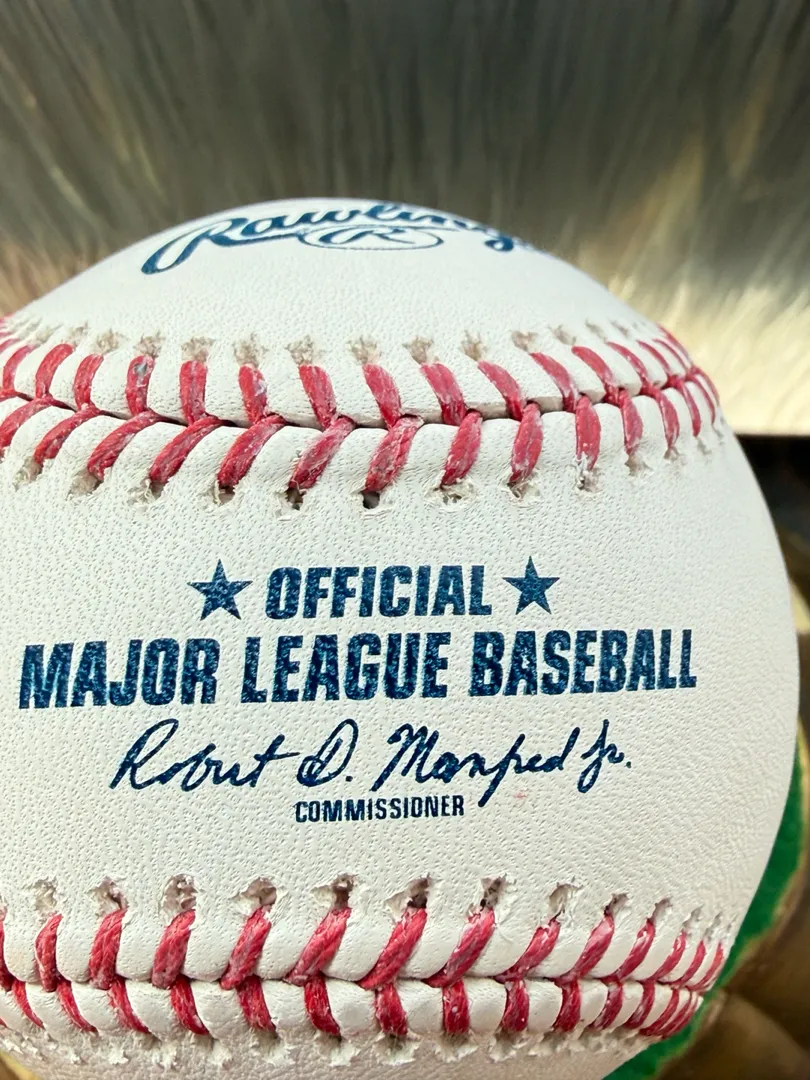 Rawlings
R
★ OFFICIAL ★
MAJOR LEAGUE BASEBALL
Robert D. Manfred Jr.
COMMISSIONER